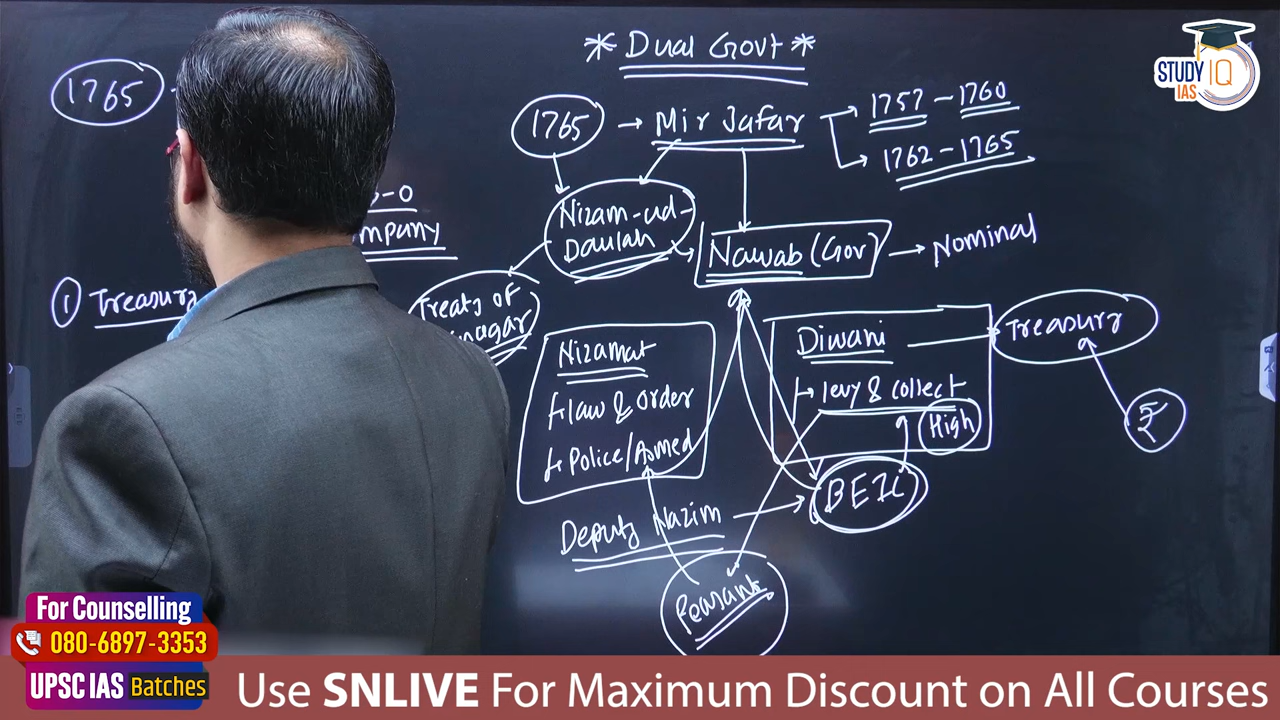 * Dual Govt *
STUDY IQ
IAS
1765
1765 → Mir Jafar
1757 - 1760
1762 - 1765
Nizam-ud-
Daulah
Nawab (Gov) → Nominal
① Treasury
Treaty of
Nizamat
law & order
Police/Armed
Diwani
levy & collect
High
Treasury
₹
BEIC
Deputy Nazim
Peasants
For Counselling
080-6897-3353
UPSC IAS Batches
Use SNLIVE For Maximum Discount on All Courses